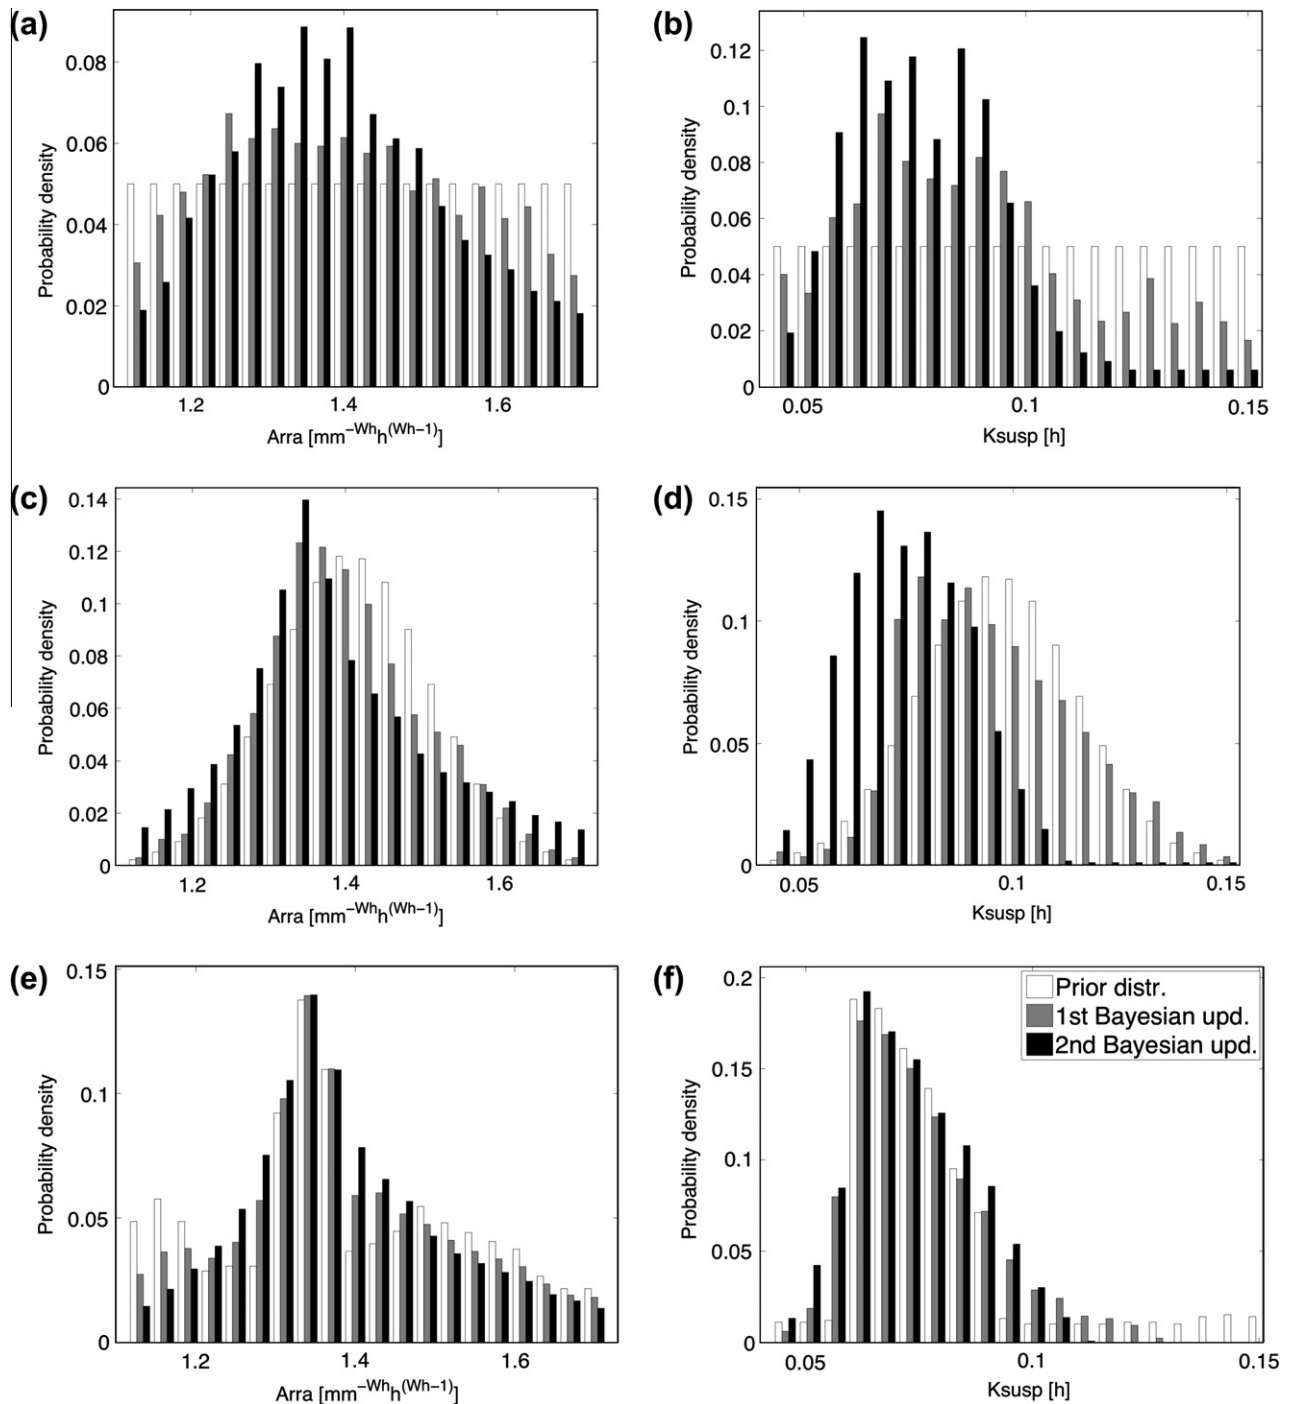 (a)
Probability density
0.08
0.06
0.04
0.02
0
1.2
1.4
1.6
Arra [mm⁻ᵂʰh⁽ᵂʰ⁻¹⁾]
(b)
Probability density
0.12
0.1
0.08
0.06
0.04
0.02
0
0.05
0.1
0.15
Ksusp [h]
(c)
Probability density
0.14
0.12
0.1
0.08
0.06
0.04
0.02
0
1.2
1.4
1.6
Arra [mm⁻ᵂʰh⁽ᵂʰ⁻¹⁾]
(d)
Probability density
0.15
0.1
0.05
0
0.05
0.1
0.15
Ksusp [h]
(e)
Probability density
0.15
0.1
0.05
0
1.2
1.4
1.6
Arra [mm⁻ᵂʰh⁽ᵂʰ⁻¹⁾]
(f)
Probability density
0.2
0.15
0.1
0.05
0
0.05
0.1
0.15
Ksusp [h]
Prior distr.
1st Bayesian upd.
2nd Bayesian upd.